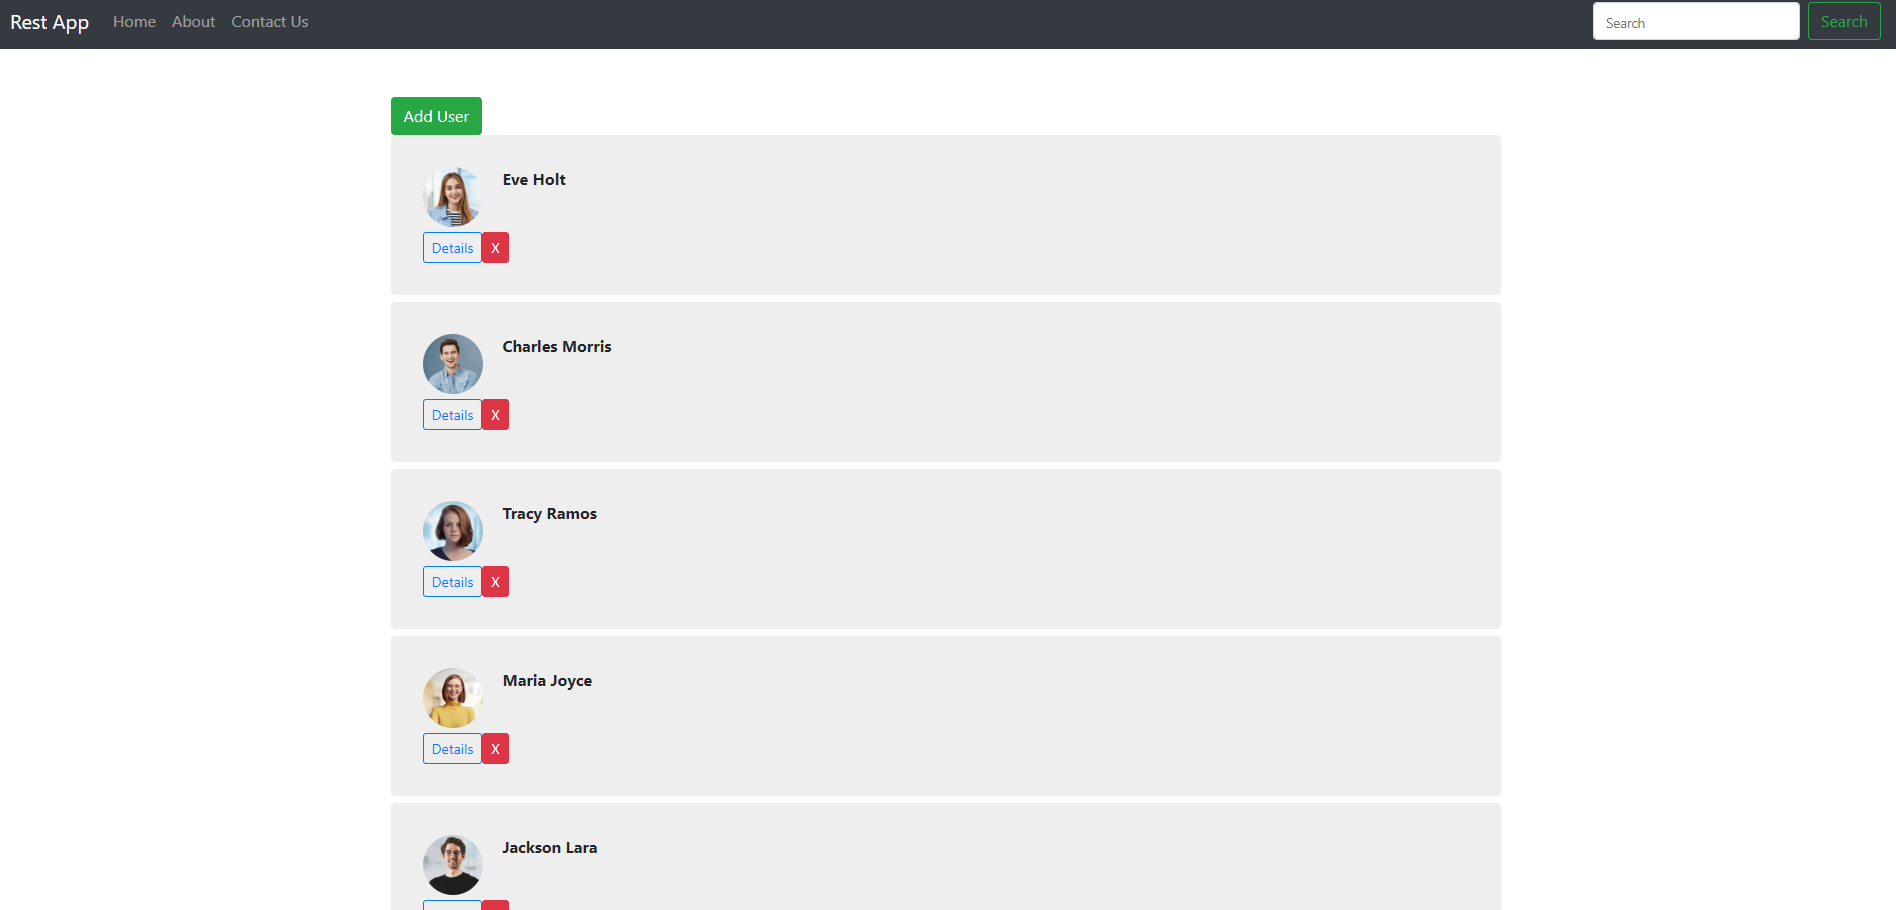 Rest App Home About Contact Us Search Search
Add User
Eve Holt
Details X
Charles Morris
Details X
Tracy Ramos
Details X
Maria Joyce
Details X
Jackson Lara